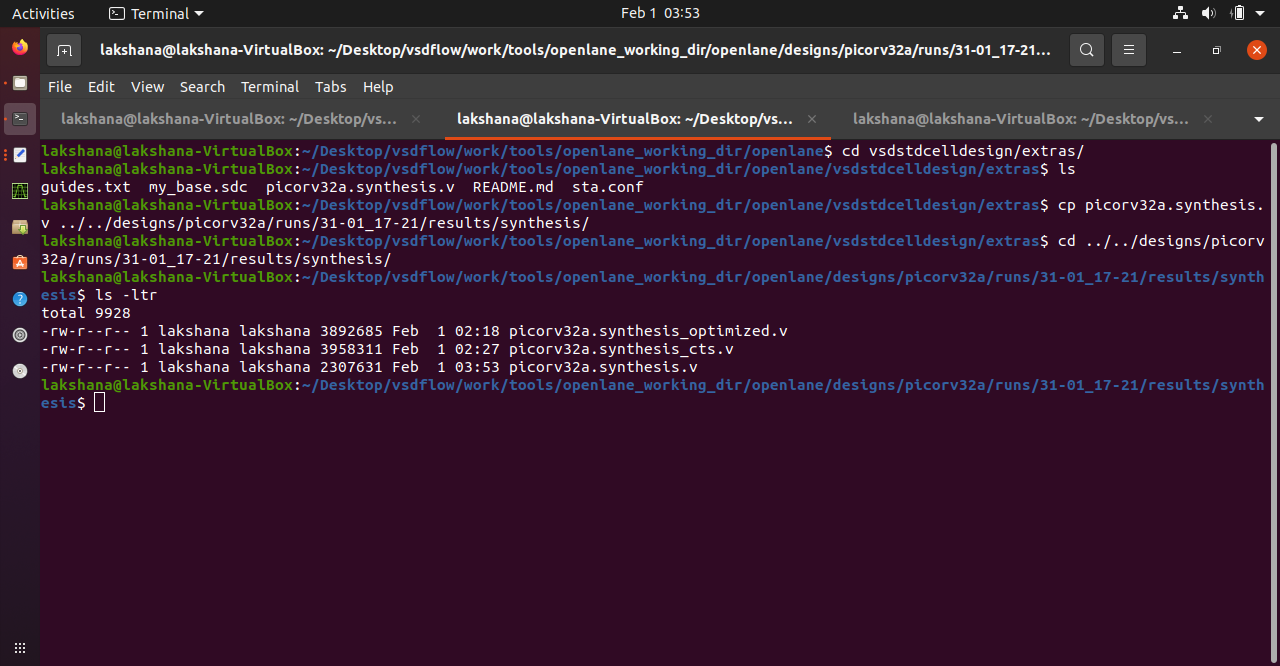 Activities Terminal Feb 1 03:53
lakshana@lakshana-VirtualBox: ~/Desktop/vsdflow/work/tools/openlane_working_dir/openlane/designs/picorv32a/runs/31-01_17-21...
File Edit View Search Terminal Tabs Help
lakshana@lakshana-VirtualBox: ~/Desktop/vs... lakshana@lakshana-VirtualBox: ~/Desktop/vs... lakshana@lakshana-VirtualBox: ~/Desktop/vs...
lakshana@lakshana-VirtualBox:~/Desktop/vsdflow/work/tools/openlane_working_dir/openlane$ cd vsdstdcelldesign/extras/
lakshana@lakshana-VirtualBox:~/Desktop/vsdflow/work/tools/openlane_working_dir/openlane/vsdstdcelldesign/extras$ ls
guides.txt  my_base.sdc  picorv32a.synthesis.v  README.md  sta.conf
lakshana@lakshana-VirtualBox:~/Desktop/vsdflow/work/tools/openlane_working_dir/openlane/vsdstdcelldesign/extras$ cp picorv32a.synthesis.
v ../../designs/picorv32a/runs/31-01_17-21/results/synthesis/
lakshana@lakshana-VirtualBox:~/Desktop/vsdflow/work/tools/openlane_working_dir/openlane/vsdstdcelldesign/extras$ cd ../../designs/picorv
32a/runs/31-01_17-21/results/synthesis/
lakshana@lakshana-VirtualBox:~/Desktop/vsdflow/work/tools/openlane_working_dir/openlane/designs/picorv32a/runs/31-01_17-21/results/synth
esis$ ls -ltr
total 9928
-rw-r--r-- 1 lakshana lakshana 3892685 Feb  1 02:18 picorv32a.synthesis_optimized.v
-rw-r--r-- 1 lakshana lakshana 3958311 Feb  1 02:27 picorv32a.synthesis_cts.v
-rw-r--r-- 1 lakshana lakshana 2307631 Feb  1 03:53 picorv32a.synthesis.v
lakshana@lakshana-VirtualBox:~/Desktop/vsdflow/work/tools/openlane_working_dir/openlane/designs/picorv32a/runs/31-01_17-21/results/synth
esis$